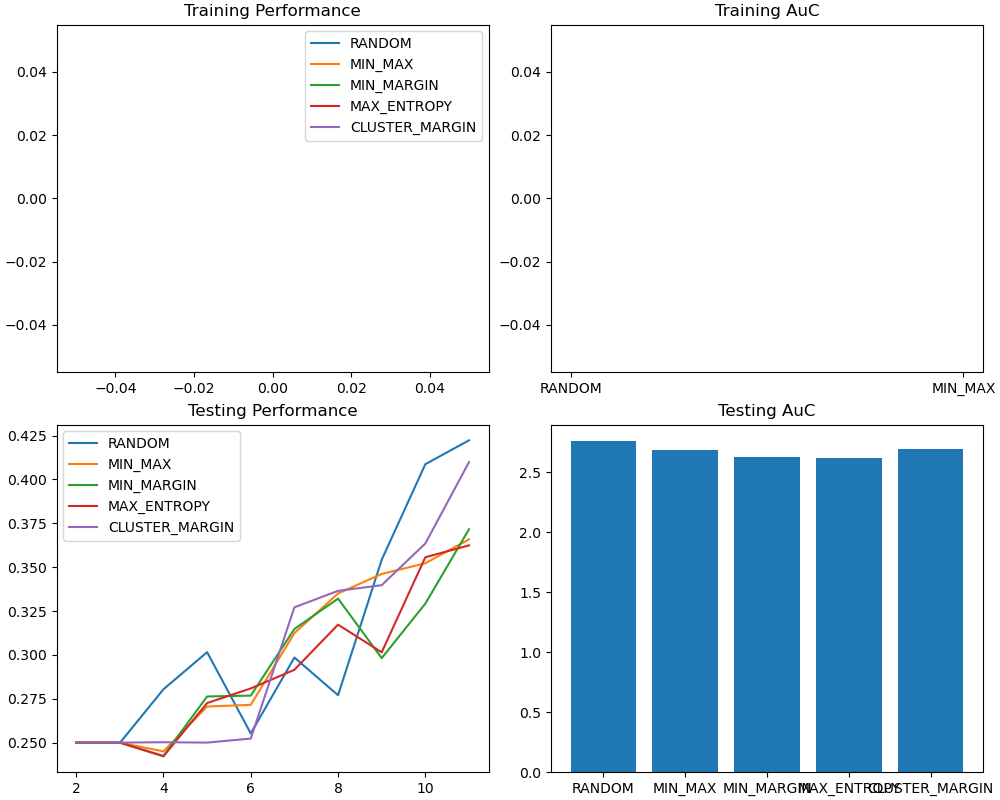 Training Performance
0.04
0.02
0.00
−0.02
−0.04
−0.04 −0.02 0.00 0.02 0.04
RANDOM
MIN_MAX
MIN_MARGIN
MAX_ENTROPY
CLUSTER_MARGIN
Training AuC
0.04
0.02
0.00
−0.02
−0.04
RANDOM MIN_MAX
Testing Performance
0.425
0.400
0.375
0.350
0.325
0.300
0.275
0.250
2 4 6 8 10
RANDOM
MIN_MAX
MIN_MARGIN
MAX_ENTROPY
CLUSTER_MARGIN
Testing AuC
2.5
2.0
1.5
1.0
0.5
0.0
RANDOM MIN_MAX MIN_MARGIN MAX_ENTROPY CLUSTER_MARGIN